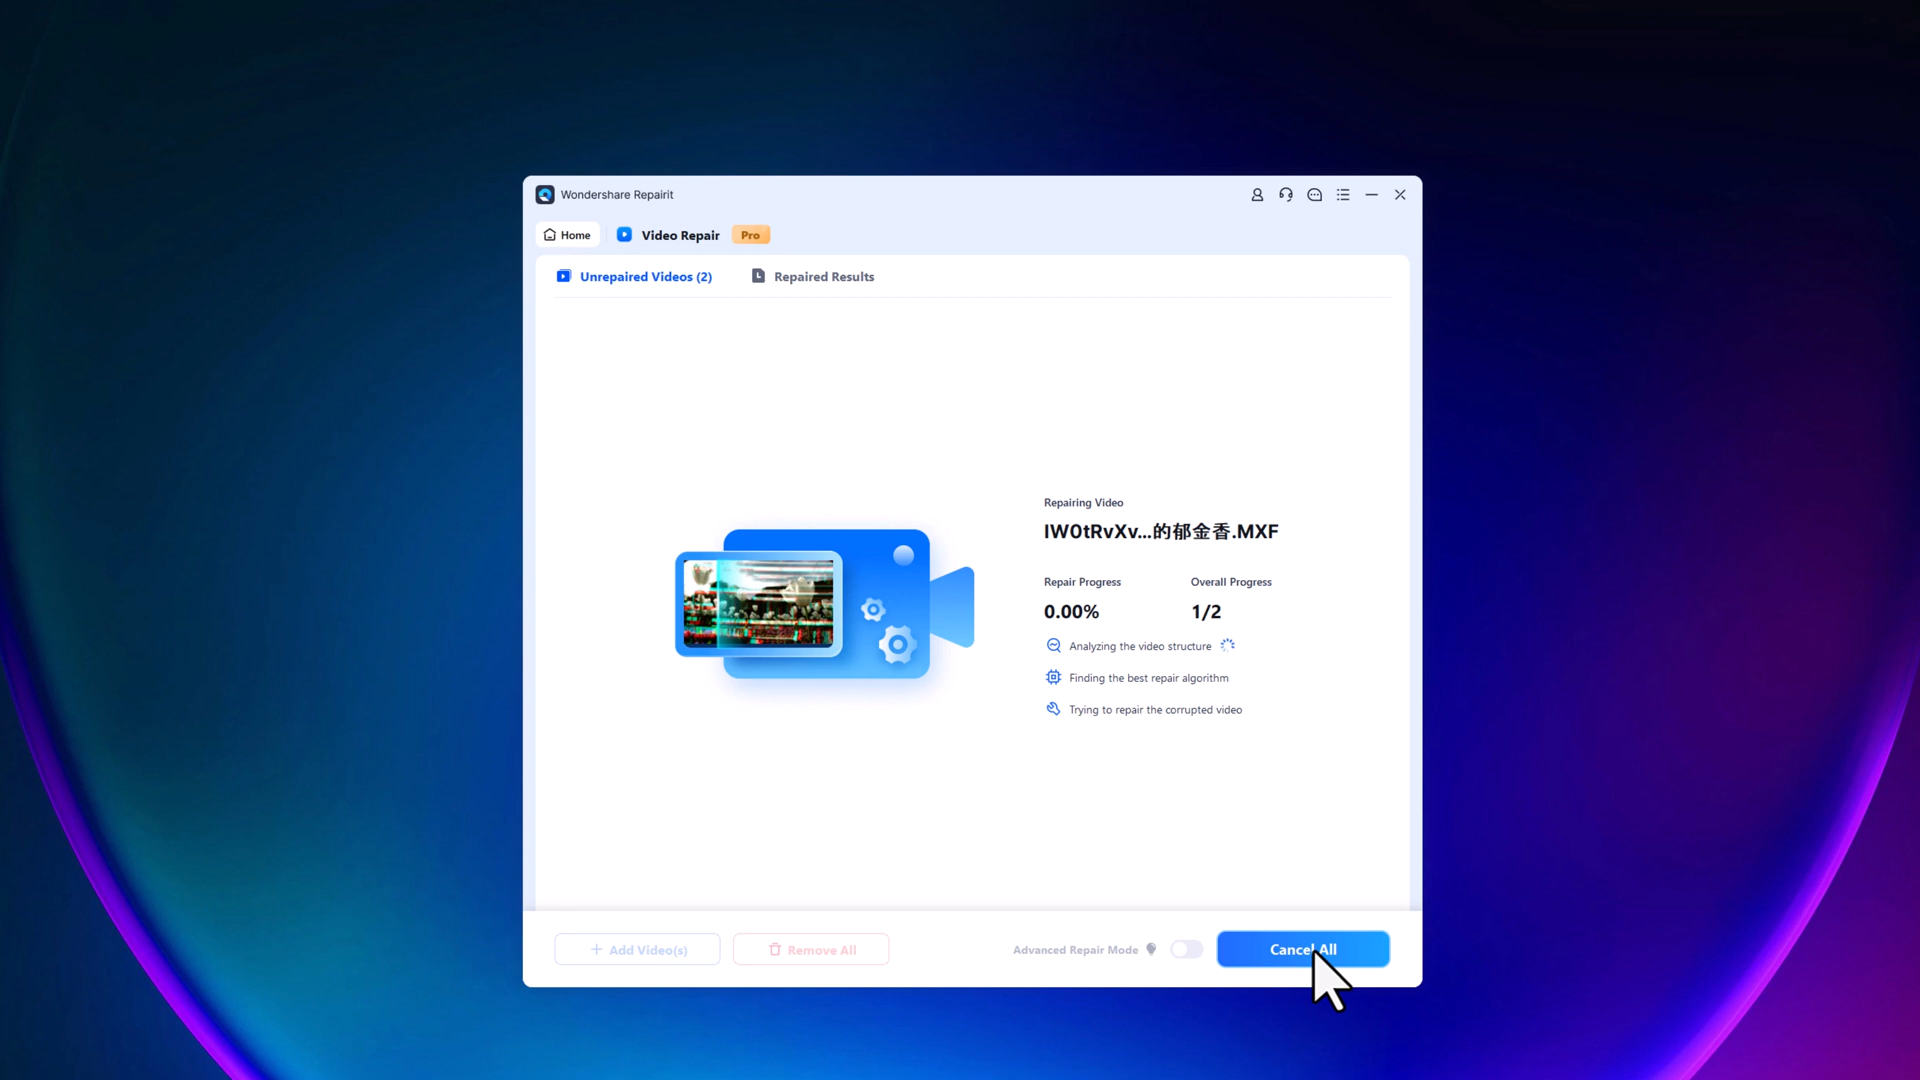 Wondershare Repairit
Home
Video Repair
Pro
Unrepaired Videos (2)
Repaired Results
Repairing Video
IW0tRvXv...的郁金香.MXF
Repair Progress
Overall Progress
0.00%
1/2
Analyzing the video structure
Finding the best repair algorithm
Trying to repair the corrupted video
+ Add Video(s)
Remove All
Advanced Repair Mode
Cancel All